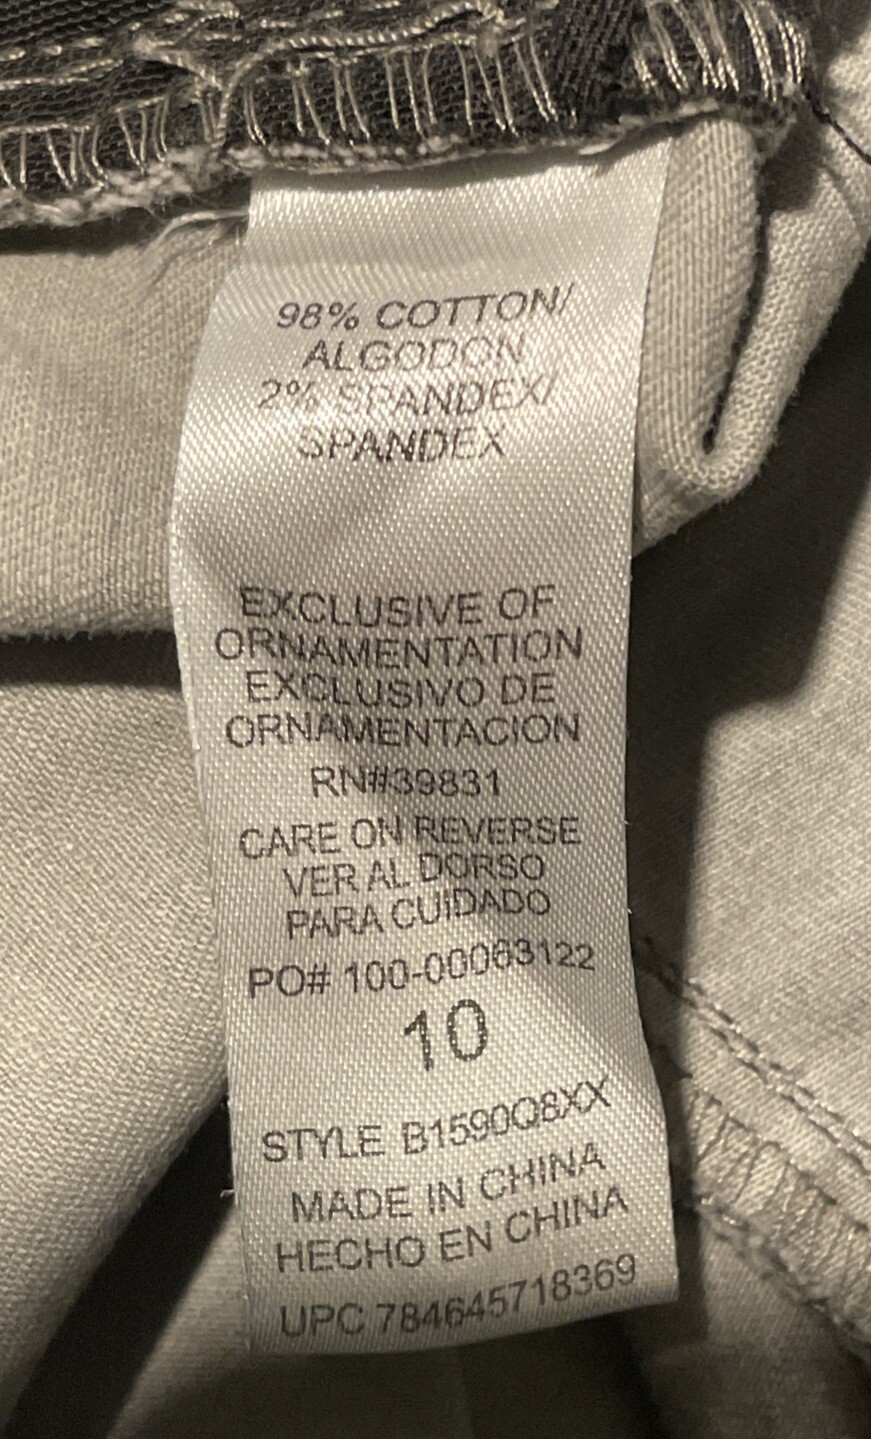 98% COTTON/
ALGODON
2% SPANDEX/
SPANDEX
EXCLUSIVE OF
ORNAMENTATION
EXCLUSIVO DE
ORNAMENTACION
RN#39831
CARE ON REVERSE
VER AL DORSO
PARA CUIDADO
PO# 100-00063122
10
STYLE B1590Q8XX
MADE IN CHINA
HECHO EN CHINA
UPC 784645718369